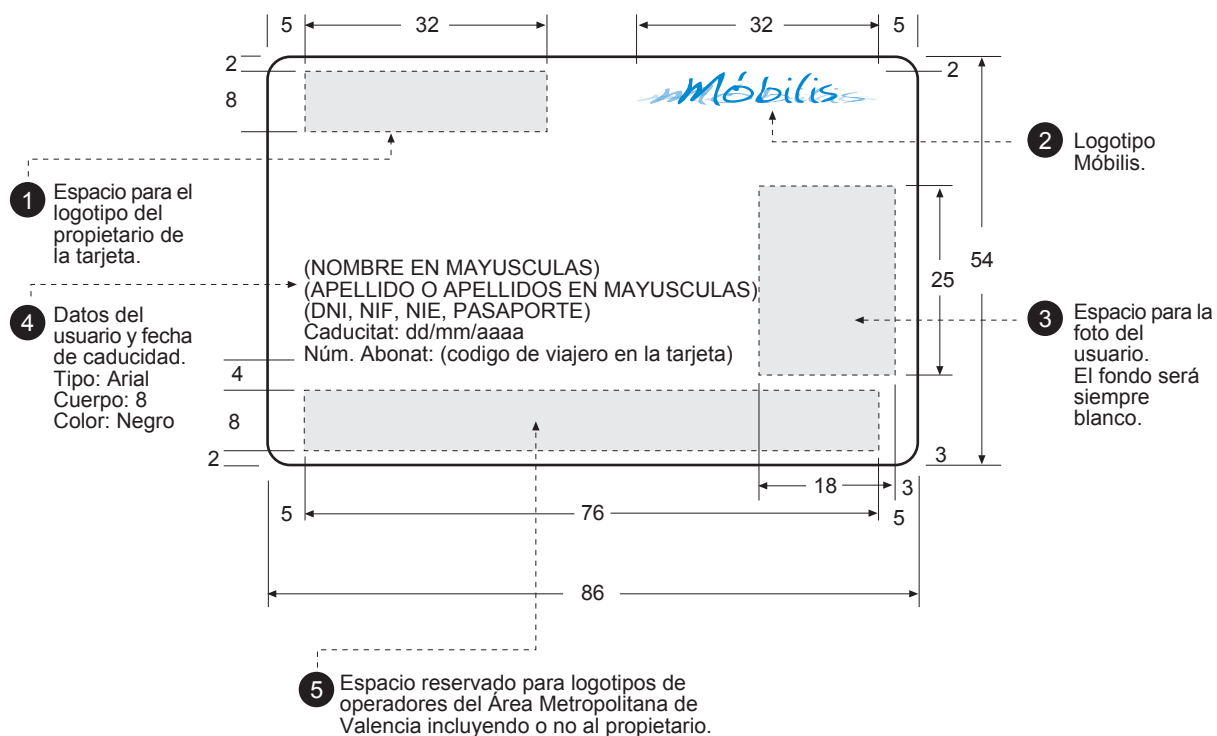 5 32 32 5
2
8
2
Móbilis
1 Espacio para el
logotipo del
propietario de
la tarjeta.
2 Logotipo
Móbilis.
54
25
18
3
3
3 Espacio para la
foto del
usuario.
El fondo será
siempre
blanco.
(NOMBRE EN MAYUSCULAS)
(APELLIDO O APELLIDOS EN MAYUSCULAS)
(DNI, NIF, NIE, PASAPORTE)
Caducitat: dd/mm/aaaa
Núm. Abonat: (codigo de viajero en la tarjeta)
4 Datos del
usuario y fecha
de caducidad.
Tipo: Arial
Cuerpo: 8
Color: Negro
4
8
2
5 76 5
86
5 Espacio reservado para logotipos de
operadores del Área Metropolitana de
Valencia incluyendo o no al propietario.